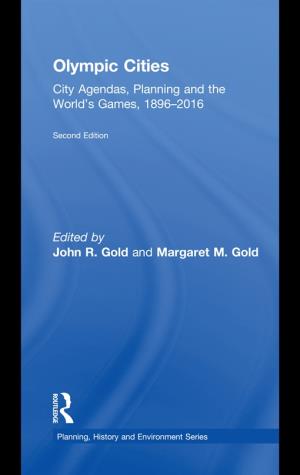 Olympic Cities
City Agendas, Planning and the
World's Games, 1896–2016
Second Edition
Edited by
John R. Gold and Margaret M. Gold
ROUTLEDGE
Planning, History and Environment Series